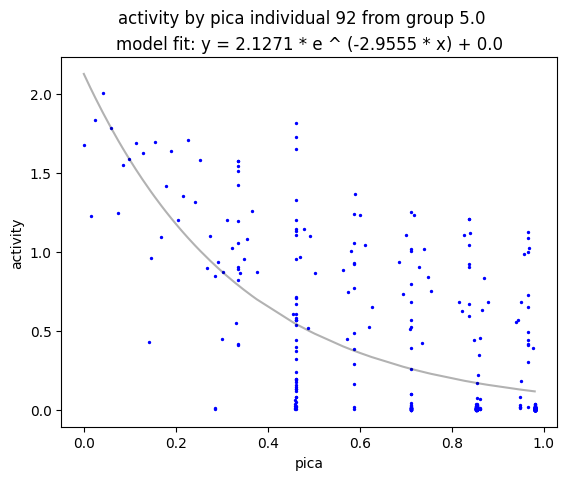 activity by pica individual 92 from group 5.0
model fit: y = 2.1271 * e ^ (-2.9555 * x) + 0.0
2.0
1.5
1.0
0.5
0.0
activity
0.0 0.2 0.4 0.6 0.8 1.0
pica